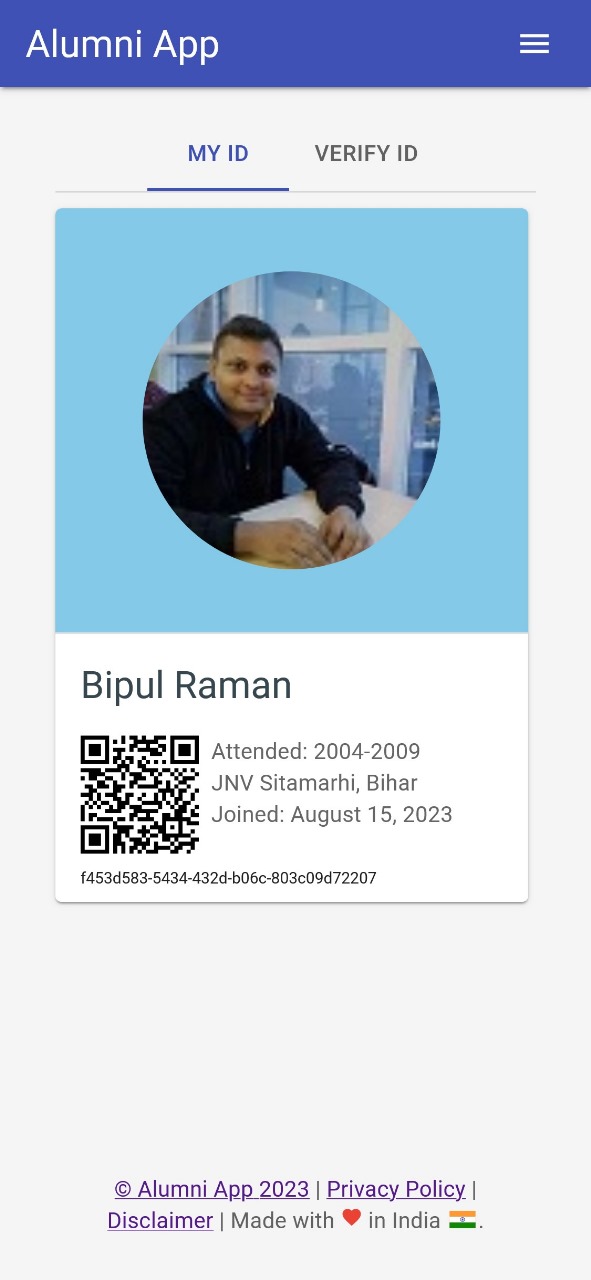 Alumni App
MY ID
VERIFY ID
Bipul Raman
Attended: 2004-2009
JNV Sitamarhi, Bihar
Joined: August 15, 2023
f453d583-5434-432d-b06c-803c09d72207
© Alumni App 2023 | Privacy Policy |
Disclaimer | Made with ❤️ in India 🇮🇳.